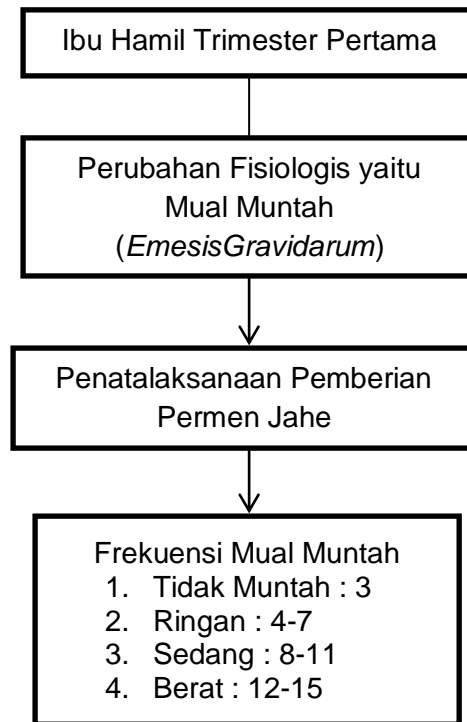 Ibu Hamil Trimester Pertama
Perubahan Fisiologis yaitu
Mual Muntah
(EmesisGravidarum)
Penatalaksanaan Pemberian
Permen Jahe
Frekuensi Mual Muntah
1. Tidak Muntah : 3
2. Ringan : 4-7
3. Sedang : 8-11
4. Berat : 12-15